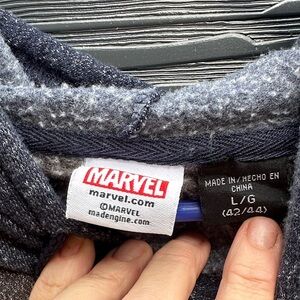 MARVEL
marvel.com
©MARVEL
madengine.com
MADE IN/HECHO EN
CHINA
L/G
(42/44)